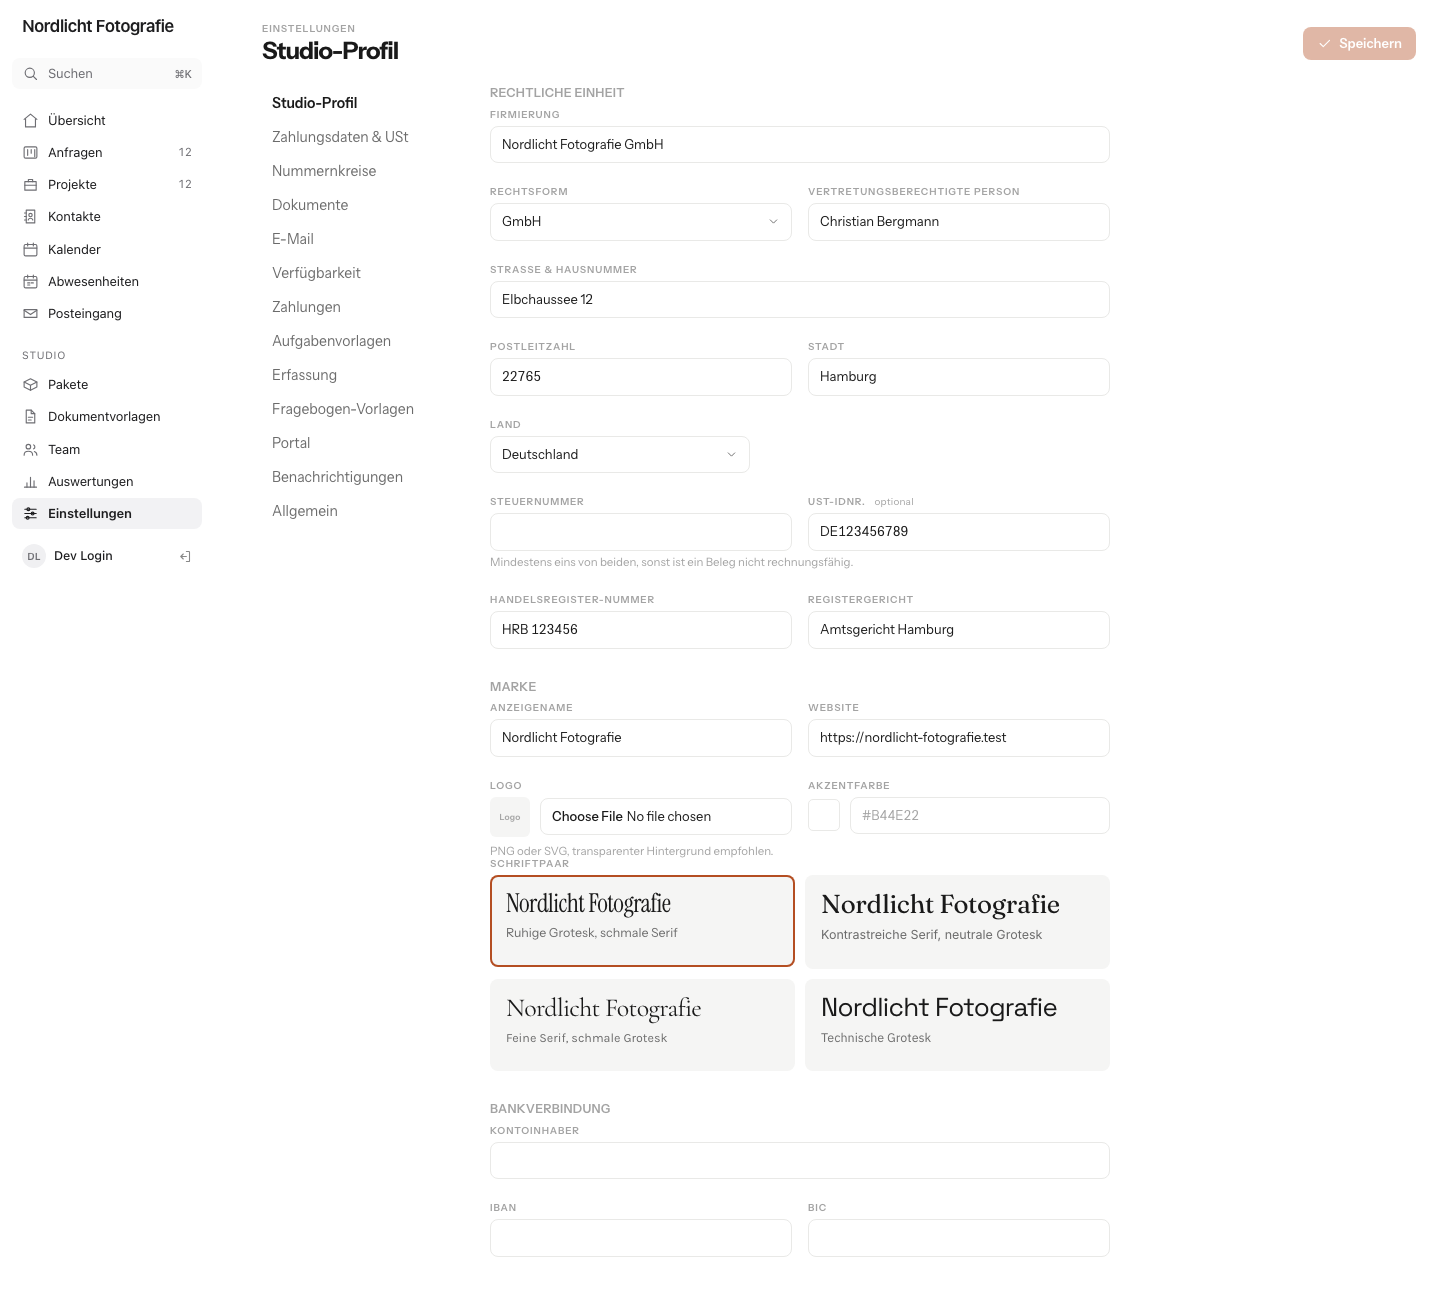 Nordlicht Fotografie
Suchen ⌘K
Übersicht
Anfragen 12
Projekte 12
Kontakte
Kalender
Abwesenheiten
Posteingang
STUDIO
Pakete
Dokumentvorlagen
Team
Auswertungen
Einstellungen
DL Dev Login
EINSTELLUNGEN
Studio-Profil
Speichern
Studio-Profil
Zahlungsdaten & USt
Nummernkreise
Dokumente
E-Mail
Verfügbarkeit
Zahlungen
Aufgabenvorlagen
Erfassung
Fragebogen-Vorlagen
Portal
Benachrichtigungen
Allgemein
RECHTLICHE EINHEIT
FIRMIERUNG
Nordlicht Fotografie GmbH
RECHTSFORM VERTRETUNGSBERECHTIGTE PERSON
GmbH Christian Bergmann
STRASSE & HAUSNUMMER
Elbchaussee 12
POSTLEITZAHL STADT
22765 Hamburg
LAND
Deutschland
STEUERNUMMER UST-IDNR. optional
DE123456789
Mindestens eins von beiden, sonst ist ein Beleg nicht rechnungsfähig.
HANDELSREGISTER-NUMMER REGISTERGERICHT
HRB 123456 Amtsgericht Hamburg
MARKE
ANZEIGENAME WEBSITE
Nordlicht Fotografie https://nordlicht-fotografie.test
LOGO AKZENTFARBE
Logo Choose File No file chosen #B44E22
PNG oder SVG, transparenter Hintergrund empfohlen.
SCHRIFTPAAR
Nordlicht Fotografie
Ruhige Grotesk, schmale Serif
Nordlicht Fotografie
Kontrastreiche Serif, neutrale Grotesk
Nordlicht Fotografie
Feine Serif, schmale Grotesk
Nordlicht Fotografie
Technische Grotesk
BANKVERBINDUNG
KONTOINHABER
IBAN BIC